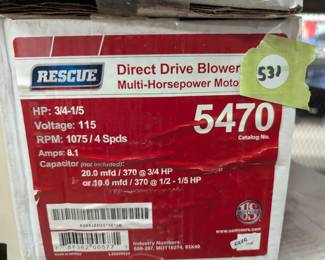 RESCUE
Direct Drive Blower
Multi-Horsepower Moto
531
HP: 3/4-1/5
Voltage: 115
RPM: 1075 / 4 Spds
Amps: 8.1
Capacitor (not included):
20.0 mfd / 370 @ 3/4 HP
or 10.0 mfd / 370 @ 1/2 - 1/5 HP
5470
Catalog No.
Industry Numbers: